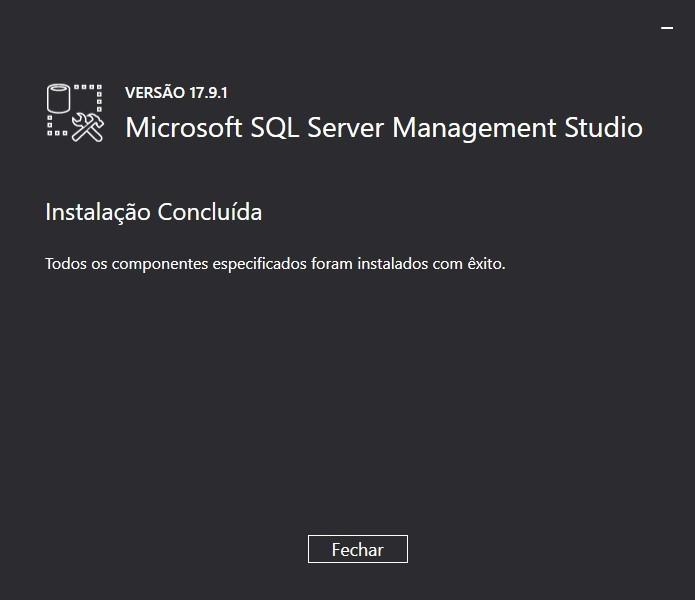 VERSÃO 17.9.1
Microsoft SQL Server Management Studio
Instalação Concluída
Todos os componentes especificados foram instalados com êxito.
Fechar